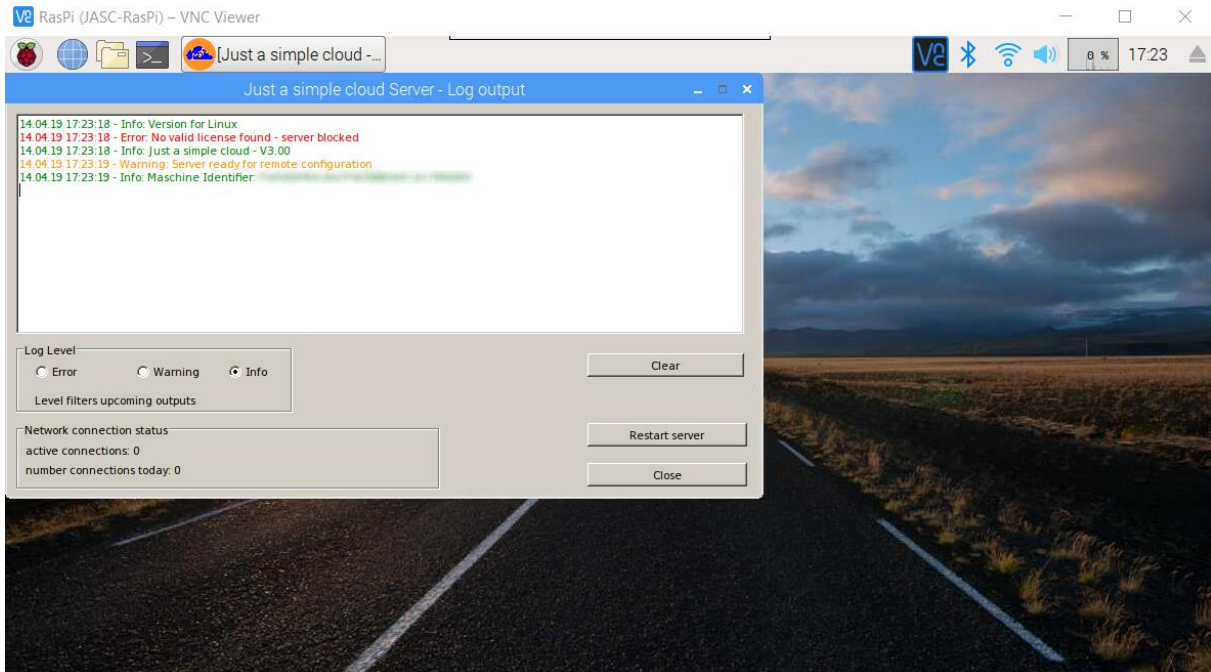 RasPi (JASC-RasPi) – VNC Viewer
[Just a simple cloud -...
0 %
17:23
Just a simple cloud Server - Log output
14.04.19 17:23:18 - Info: Version for Linux
14.04.19 17:23:18 - Error: No valid license found - server blocked
14.04.19 17:23:18 - Info: Just a simple cloud - V3.00
14.04.19 17:23:19 - Warning: Server ready for remote configuration
14.04.19 17:23:19 - Info: Maschine Identifier:
Log Level
Error Warning Info
Level filters upcoming outputs
Clear
Network connection status
active connections: 0
number connections today: 0
Restart server
Close